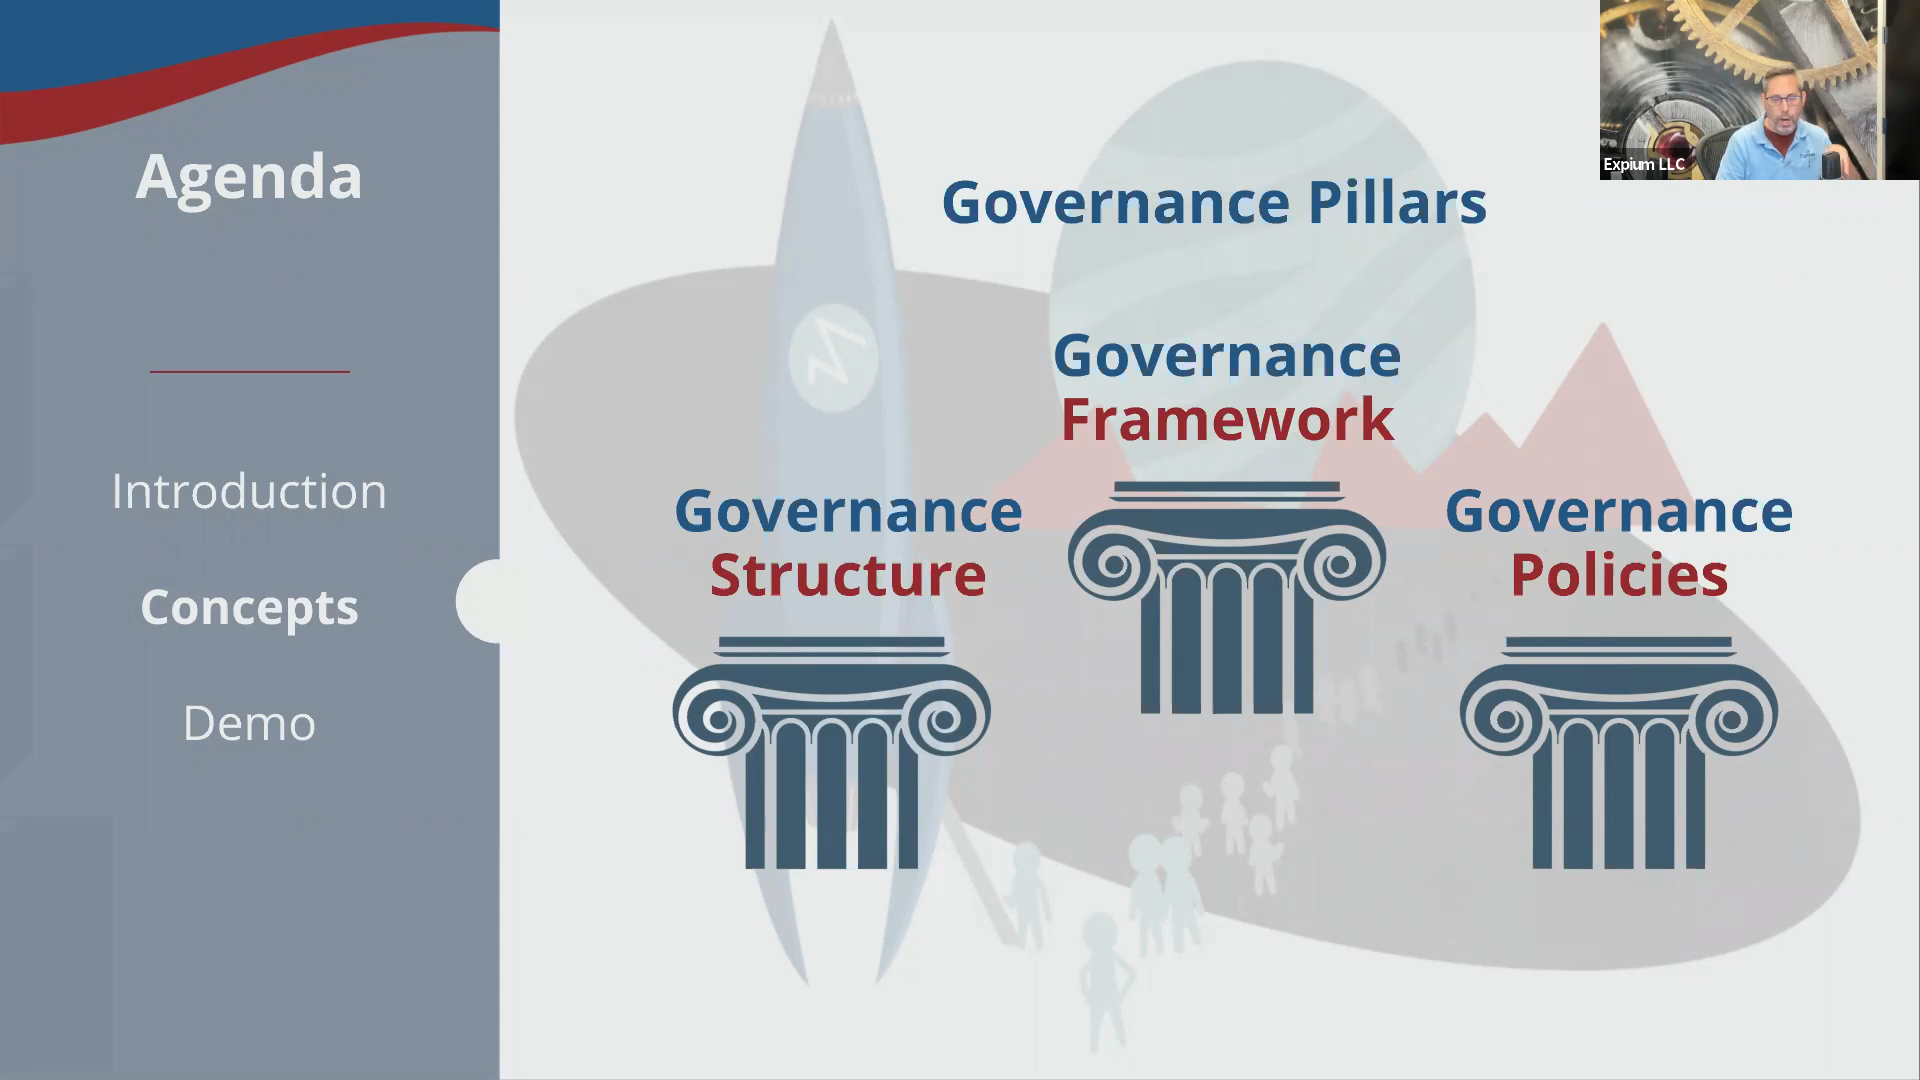 Agenda
Introduction
Concepts
Demo
Governance Pillars
Governance
Framework
Governance
Structure
Governance
Policies
Expium LLC